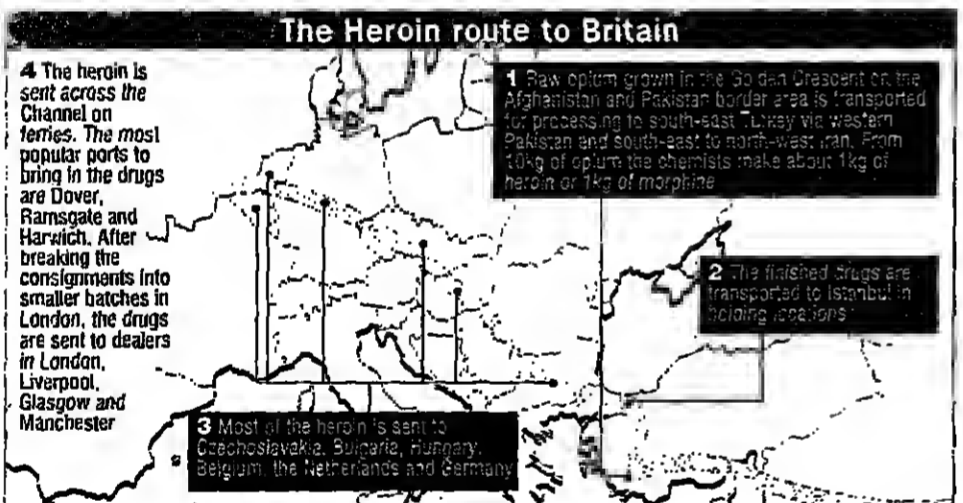 The Heroin route to Britain
1 Raw opium grown in the Golden Crescent on the
Afghanistan and Pakistan border area is transported
for processing to south-east Turkey via western
Pakistan and south-east to north-west Iran. From
10kg of opium the chemists make about 1kg of
heroin or 1kg of morphine
2 The finished drugs are
transported to Istanbul in
holding locations
3 Most of the heroin is sent to
Czechoslavakia, Bulgaria, Hungary,
Belgium, the Netherlands and Germany
4 The heroin is
sent across the
Channel on
ferries. The most
popular ports to
bring in the drugs
are Dover,
Ramsgate and
Harwich. After
breaking the
consignments into
smaller batches in
London, the drugs
are sent to dealers
in London,
Liverpool,
Glasgow and
Manchester